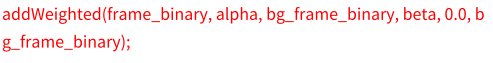 addWeighted(frame_binary, alpha, bg_frame_binary, beta, 0.0, b
g_frame_binary);